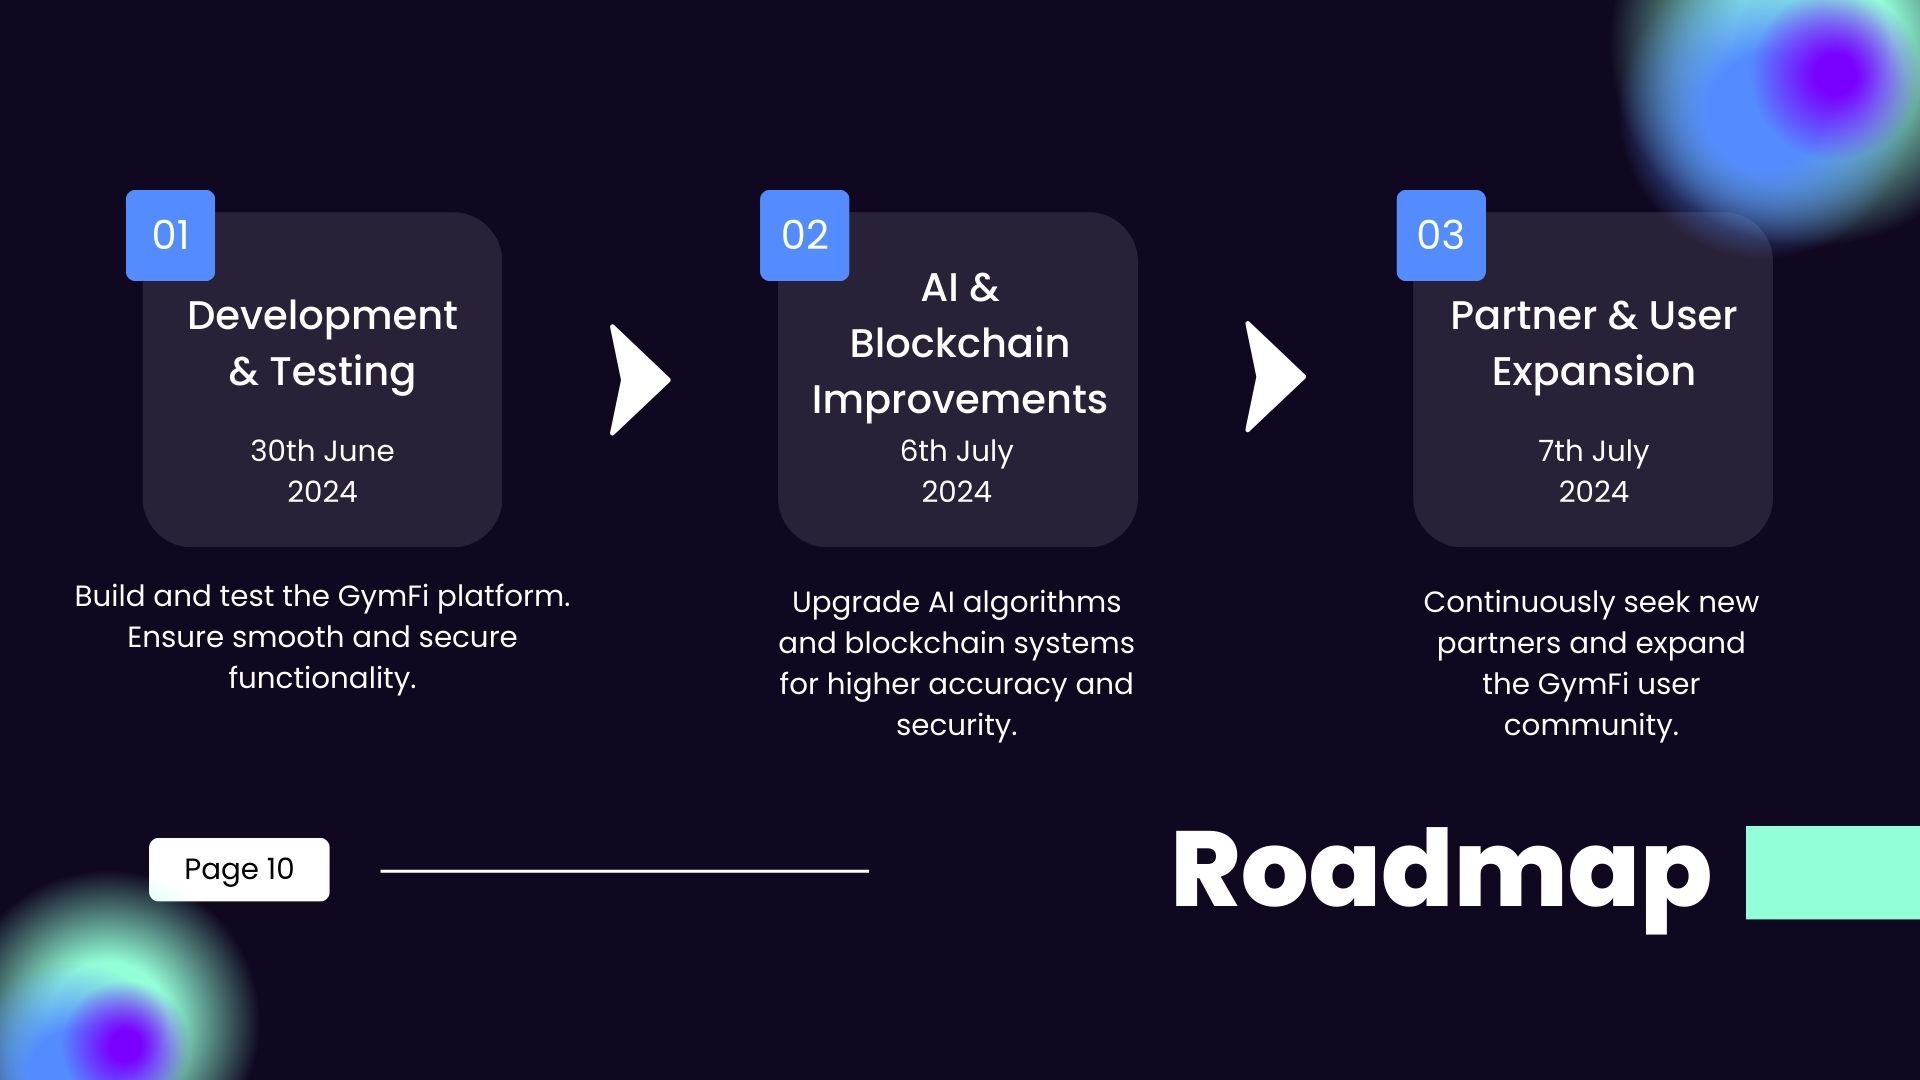 01
Development
& Testing
30th June
2024
Build and test the GymFi platform.
Ensure smooth and secure
functionality.
02
AI &
Blockchain
Improvements
6th July
2024
Upgrade AI algorithms
and blockchain systems
for higher accuracy and
security.
03
Partner & User
Expansion
7th July
2024
Continuously seek new
partners and expand
the GymFi user
community.
Page 10
Roadmap